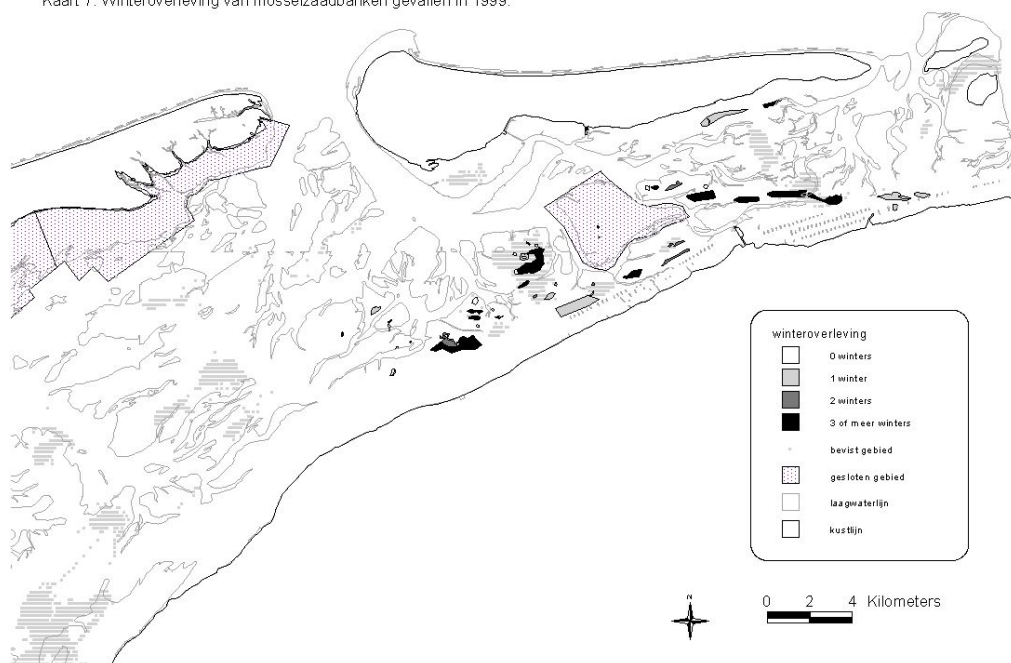 Kaart 7. Winteroverleving van mosselzaadbanken gevallen in 1999.
winteroverleving
0 winters
1 winter
2 winters
3 of meer winters
bevist gebied
gesloten gebied
laagwaterlijn
kustlijn
N
0 2 4 Kilometers